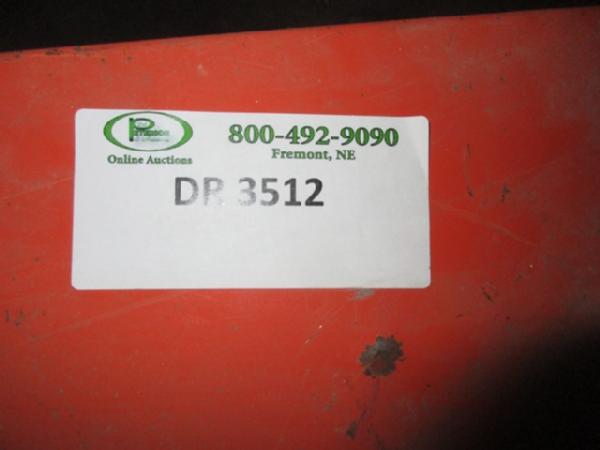 800-492-9090
Fremont, NE
Online Auctions
DR 3512